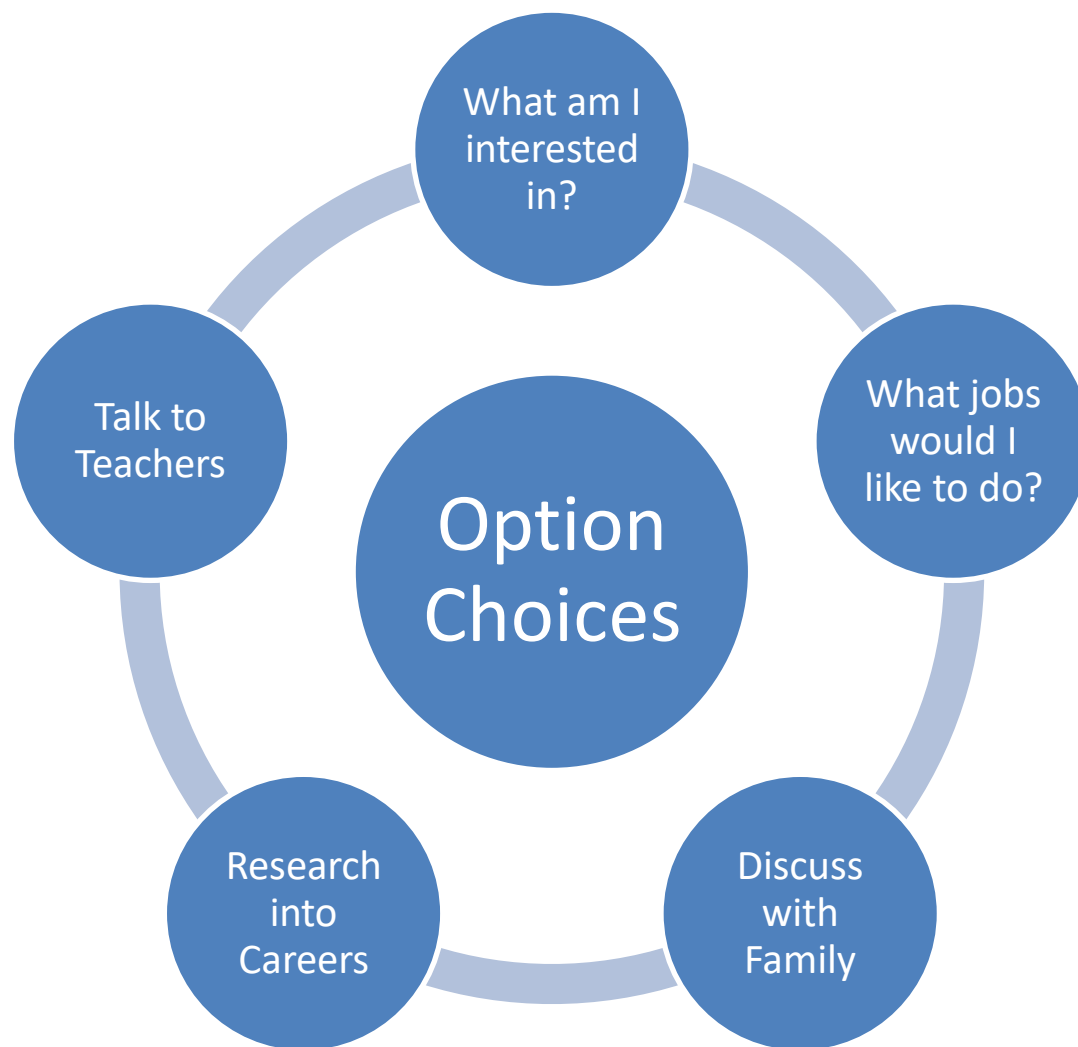 What am I
interested
in?
What jobs
would I
like to do?
Talk to
Teachers
Option
Choices
Research
into
Careers
Discuss
with
Family